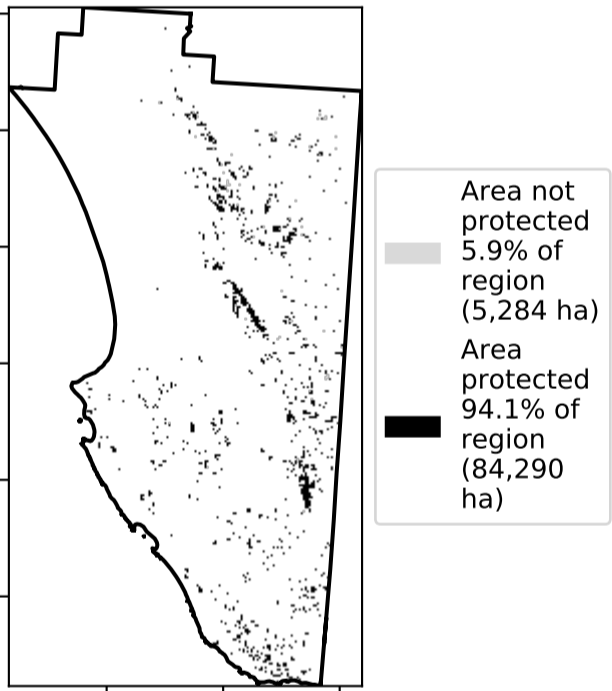 Area not
protected
5.9% of
region
(5,284 ha)
Area
protected
94.1% of
region
(84,290
ha)